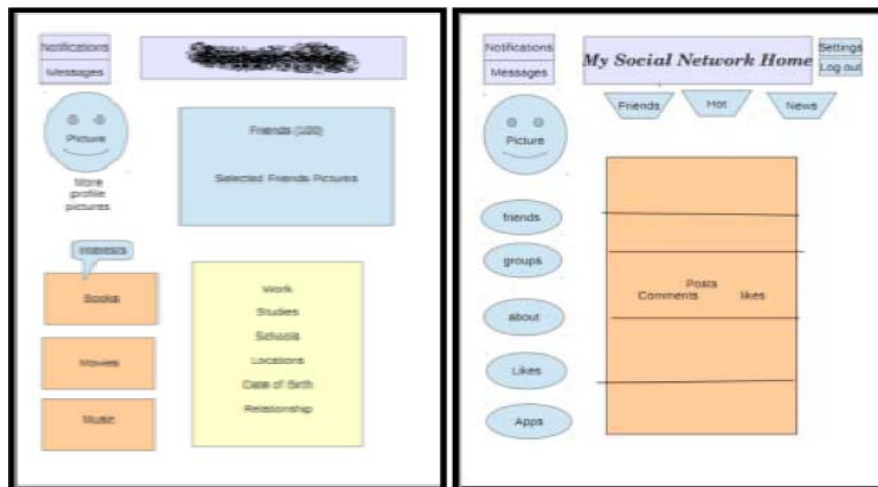 Notifications
Messages
Picture
More
profile
pictures
Friends (100)
Selected Friends Pictures
Interests
Books
Movies
Music
Work
Studies
Schools
Locations
Date of Birth
Relationship
Notifications
Messages
My Social Network Home
Settings
Log out
Friends
Hot
News
Picture
friends
groups
about
Likes
Apps
Posts
Comments likes